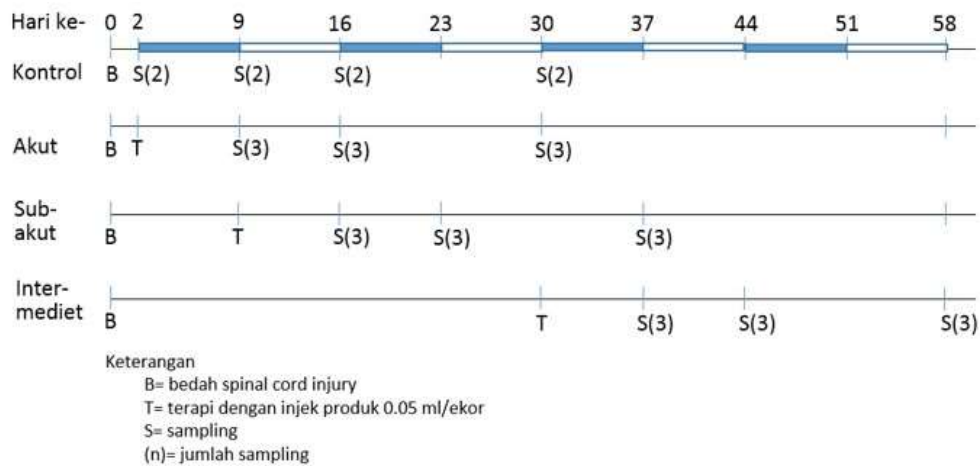 Hari ke- 0 2 9 16 23 30 37 44 51 58
Kontrol B S(2) S(2) S(2) S(2)
Akut B T S(3) S(3) S(3)
Sub-
akut B T S(3) S(3) S(3)
Inter-
mediet B T S(3) S(3) S(3)
Keterangan
B= bedah spinal cord injury
T= terapi dengan injek produk 0.05 ml/ekor
S= sampling
(n)= jumlah sampling